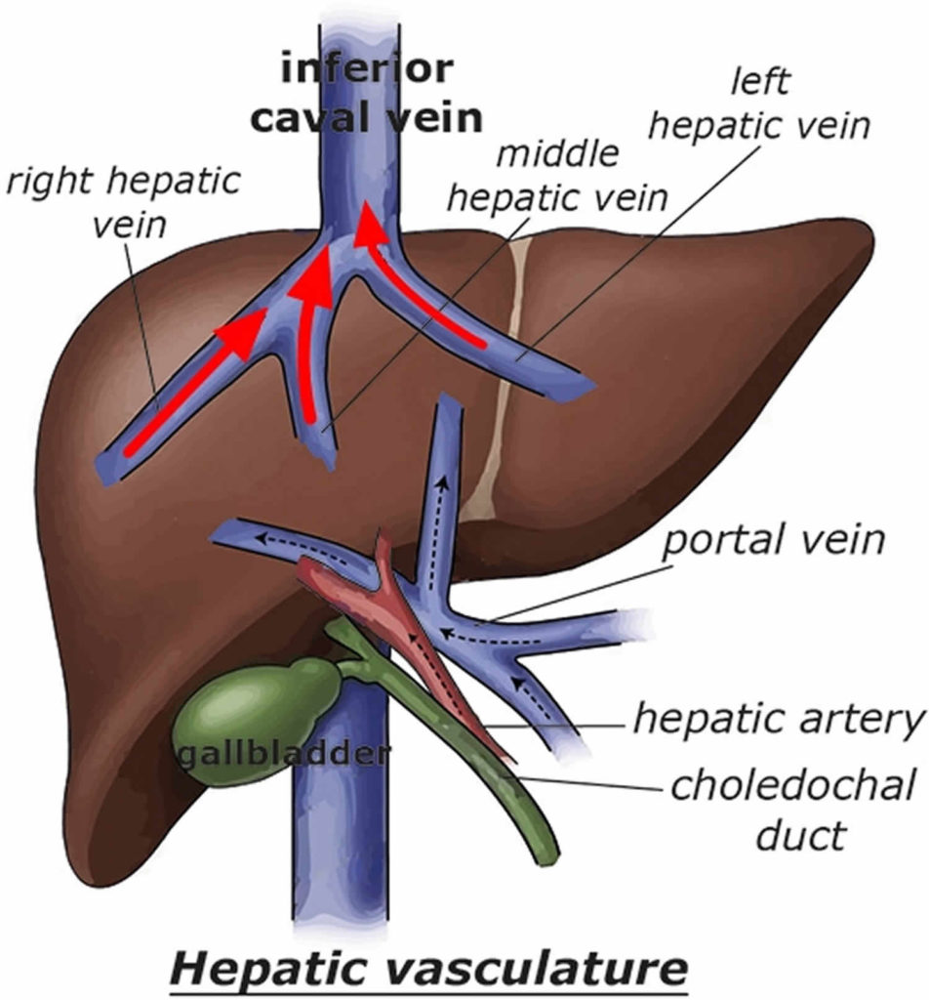 inferior
caval vein
left
hepatic vein
middle
hepatic vein
right hepatic
vein
portal vein
hepatic artery
gallbladder
choledochal
duct
Hepatic vasculature